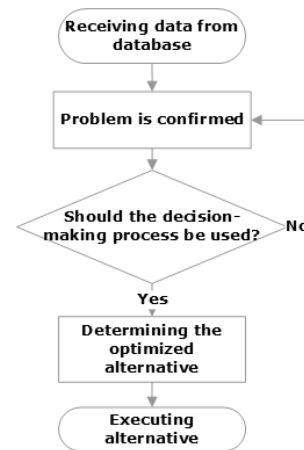 Receiving data from
database
Problem is confirmed
Should the decision-
making process be used?
No
Yes
Determining the
optimized
alternative
Executing
alternative